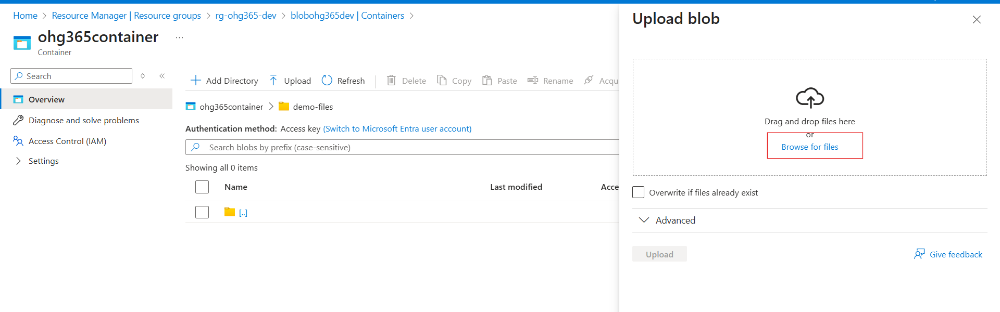 Home > Resource Manager | Resource groups > rg-ohg365-dev > blobohg365dev | Containers >
ohg365container ...
Container
Search
Overview
Diagnose and solve problems
Access Control (IAM)
Settings
Add Directory Upload Refresh Delete Copy Paste Rename Acqui
ohg365container > demo-files
Authentication method: Access key (Switch to Microsoft Entra user account)
Search blobs by prefix (case-sensitive)
Showing all 0 items
Name Last modified Acce
[..]
Upload blob
Drag and drop files here
or
Browse for files
Overwrite if files already exist
Advanced
Upload Give feedback